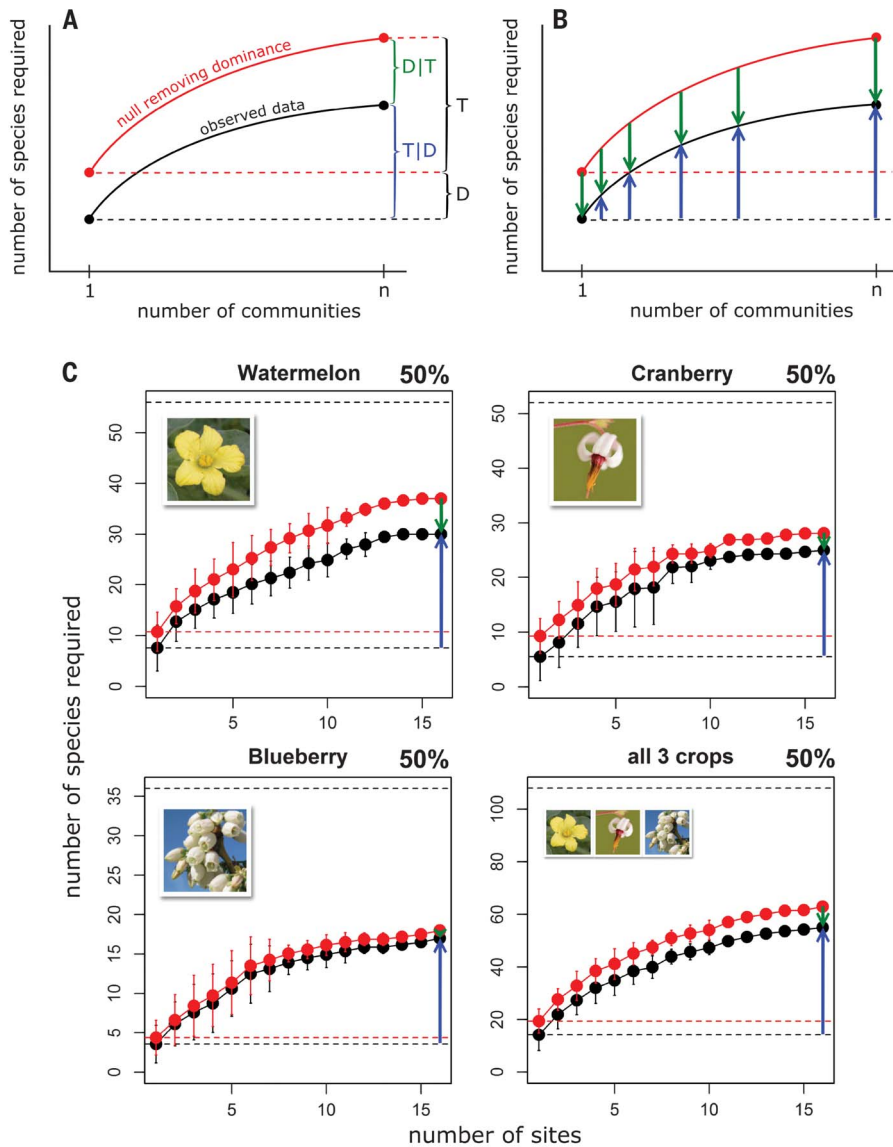 A
number of species required
null removing dominance
observed data
D|T
T|D
T
D
1
n
number of communities
B
number of species required
1
n
number of communities
C
number of species required
Watermelon 50%
50
40
30
20
10
0
5
10
15
Cranberry 50%
50
40
30
20
10
0
5
10
15
Blueberry 50%
35
30
25
20
15
10
5
0
5
10
15
all 3 crops 50%
100
80
60
40
20
0
5
10
15
number of sites